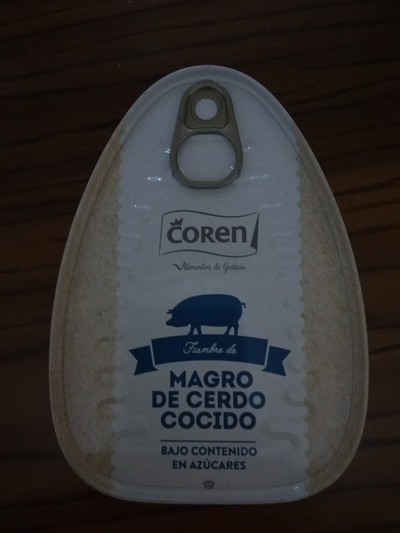 COREN
Alimentos de Galicia
Fiambre de
MAGRO
DE CERDO
COCIDO
BAJO CONTENIDO
EN AZÚCARES